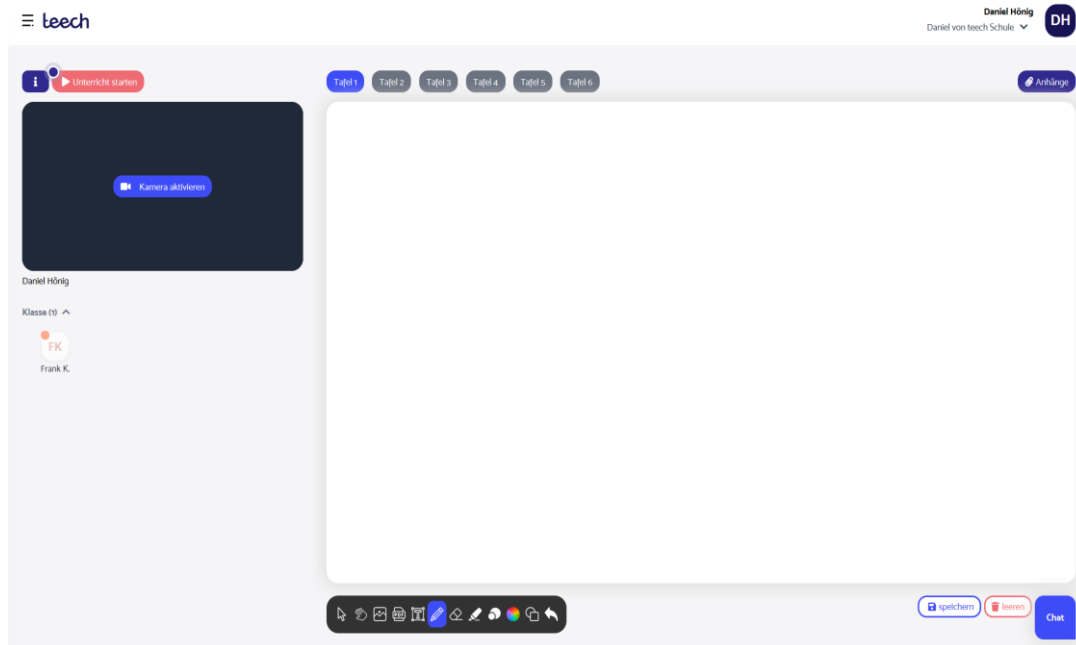 teech
Daniel Hönig
Daniel von teech Schule
DH
i
Unterricht starten
Tafel 1
Tafel 2
Tafel 3
Tafel 4
Tafel 5
Tafel 6
Anhänge
Kamera aktivieren
Daniel Hönig
Klasse (1)
FK
Frank K.
PDF
T
speichern
leeren
Chat